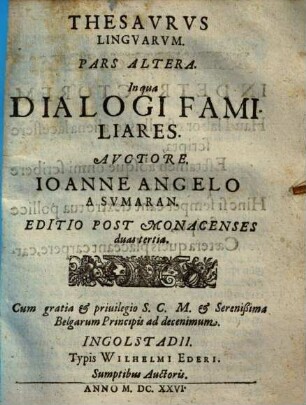 THESAVRVS
LINGVARVM.
PARS ALTERA.
In qua
DIALOGI FAMI-
LIARES.
AVCTORE.
IOANNE ANGELO
A SVMARAN.
EDITIO POST MONACENSES
duas tertia.
Cum gratia & priuilegio S. C. M. & Sereniſſima
Belgarum Principis ad decenimum.
INGOLSTADII.
Typis WILHELMI EDERI.
Sumptibus Auctoris.
ANNO M. DC. XXVI.